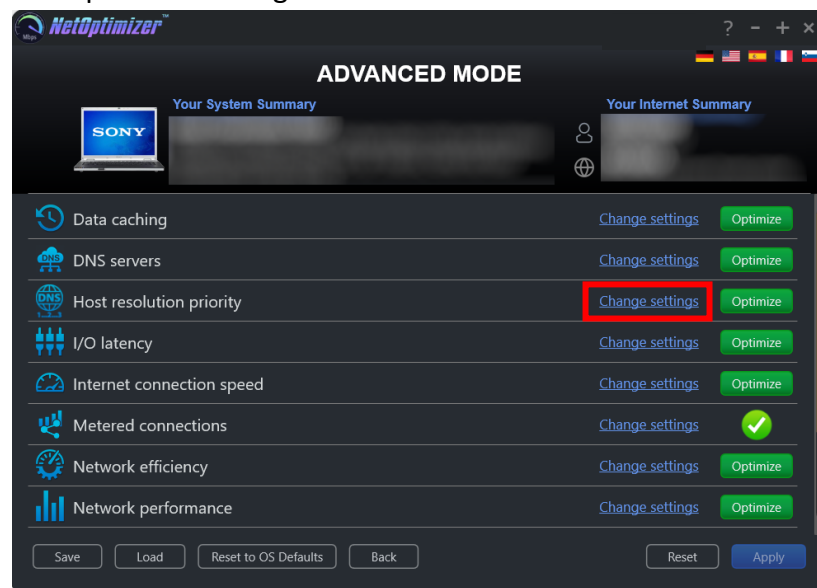 Mbps NetOptimizer™ ? - + ×
ADVANCED MODE
Your System Summary Your Internet Summary
SONY
Data caching Change settings Optimize
DNS DNS servers Change settings Optimize
DNS Host resolution priority Change settings Optimize
I/O latency Change settings Optimize
Internet connection speed Change settings Optimize
Metered connections Change settings
Network efficiency Change settings Optimize
Network performance Change settings Optimize
Save Load Reset to OS Defaults Back Reset Apply